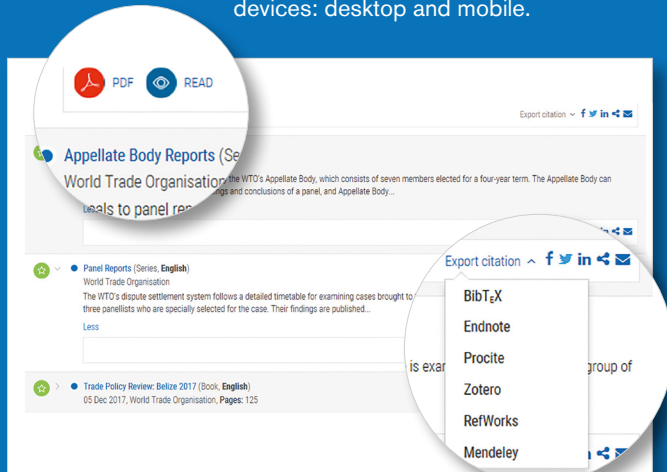 devices: desktop and mobile.
PDF READ
Export citation
Appellate Body Reports (Se
World Trade Organisation
the WTO's Appellate Body, which consists of seven members elected for a four-year term. The Appellate Body can
ngs and conclusions of a panel, and Appellate Body...
eals to panel rep
Export citation
Panel Reports (Series, English)
World Trade Organisation
The WTO's dispute settlement system follows a detailed timetable for examining cases brought to
three panellists who are specially selected for the case. Their findings are published...
Less
BibTEX
Endnote
Procite
Zotero
RefWorks
Mendeley
is exam
group of
Trade Policy Review: Belize 2017 (Book, English)
05 Dec 2017, World Trade Organisation, Pages: 125